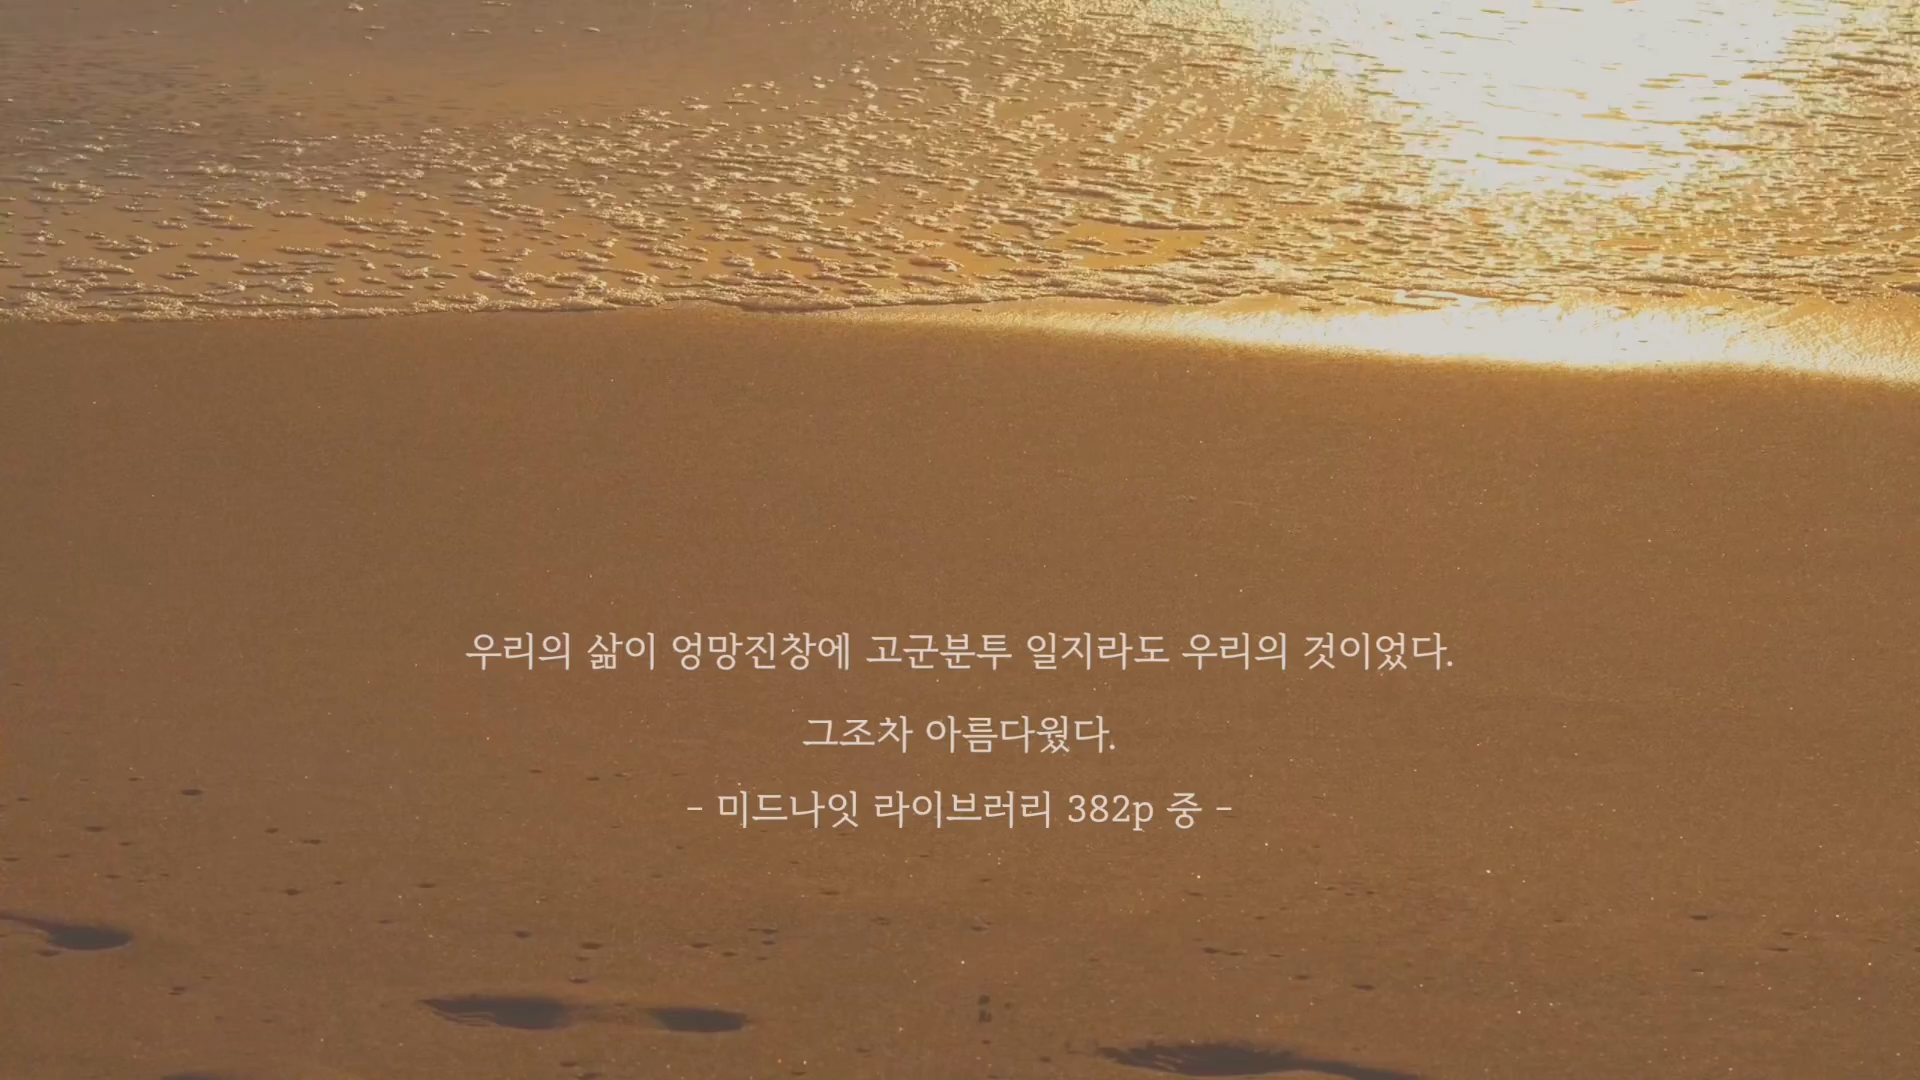 우리의 삶이 엉망진창에 고군분투 일지라도 우리의 것이었다.
그조차 아름다웠다.
- 미드나잇 라이브러리 382p 중 -